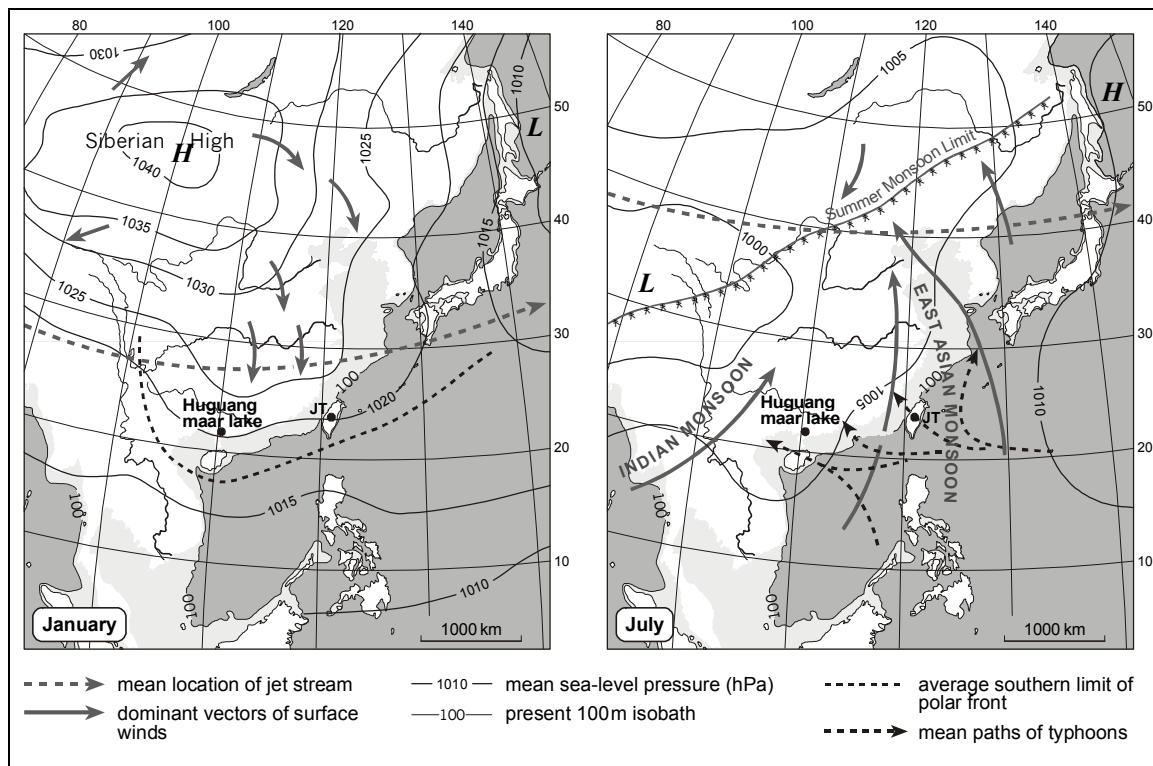 80
100
120
140
1030
1010
L
50
Siberian High
H
1040
1025
1035
1015
40
1030
1025
30
Huguang
maar lake
JT
100
1020
20
100
1015
10
100
1010
January
1000 km
80
100
120
140
1005
H
50
Summer Monsoon Limit
40
1000
L
EAST ASIAN MONSOON
30
Huguang
maar lake
100
1005
JT
1010
INDIAN MONSOON
20
100
10
100
July
1000 km
mean location of jet stream
dominant vectors of surface
winds
1010 mean sea-level pressure (hPa)
100 present 100m isobath
average southern limit of
polar front
mean paths of typhoons